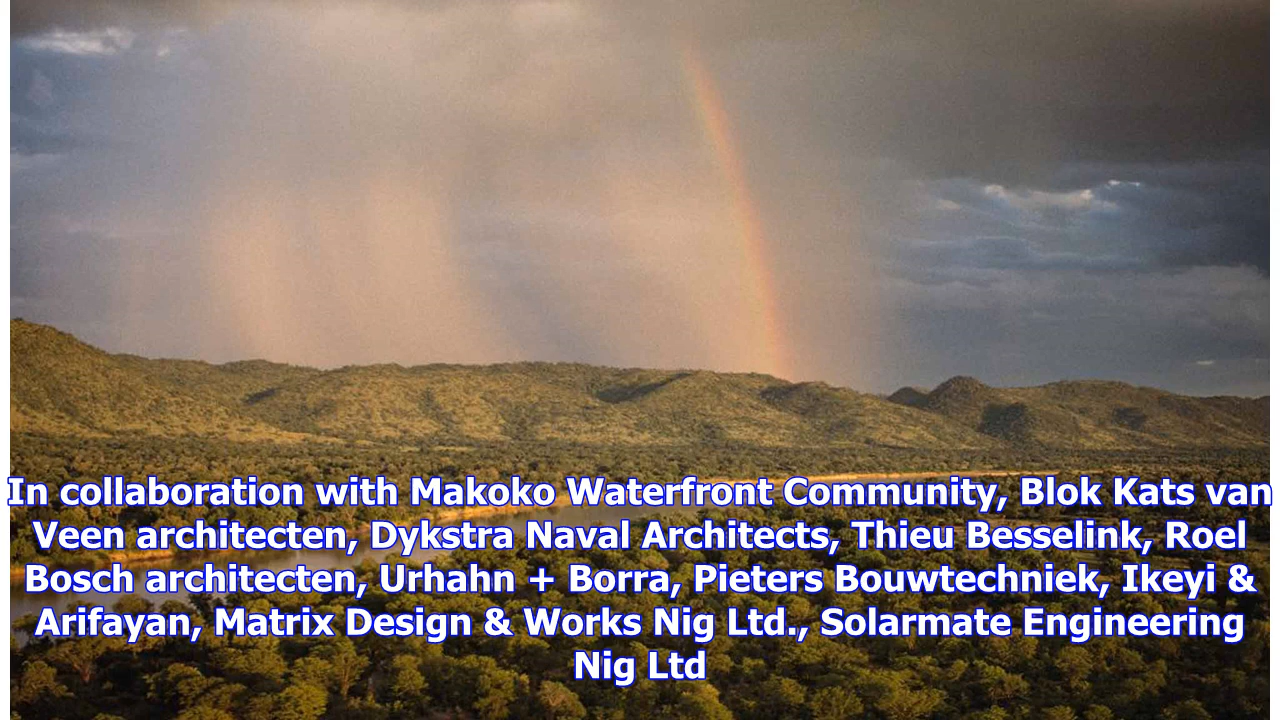 In collaboration with Makoko Waterfront Community, Blok Kats van
Veen architecten, Dykstra Naval Architects, Thieu Besselink, Roel
Bosch architecten, Urhahn + Borra, Pieters Bouwtechniek, Ikeyi &
Arifayan, Matrix Design & Works Nig Ltd., Solarmate Engineering
Nig Ltd